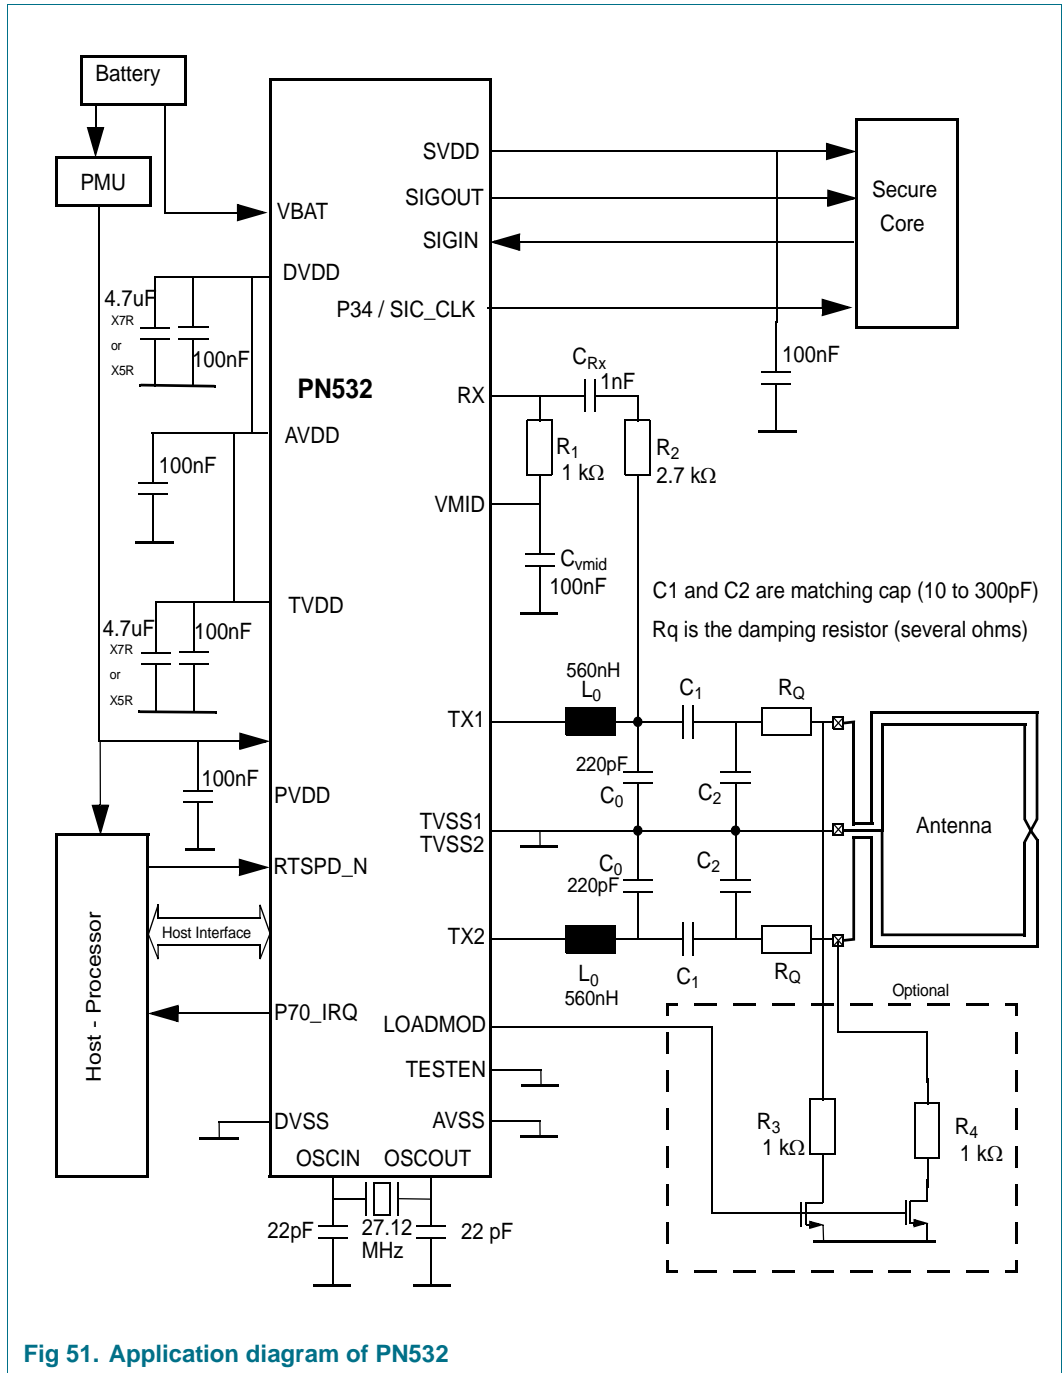 Battery
PMU
VBAT
SVDD
SIGOUT
SIGIN
Secure
Core
DVDD
4.7uF
X7R
or
X5R
100nF
P34 / SIC_CLK
100nF
PN532
RX
CRx
1nF
AVDD
100nF
R1
1 kΩ
R2
2.7 kΩ
VMID
Cvmid
100nF
C1 and C2 are matching cap (10 to 300pF)
Rq is the damping resistor (several ohms)
TVDD
4.7uF
X7R
or
X5R
100nF
560nH
L0
C1
RQ
TX1
220pF
C0
C2
100nF
PVDD
TVSS1
TVSS2
Antenna
RTSPD_N
C0
220pF
C2
Host Interface
TX2
L0
560nH
C1
RQ
Optional
Host - Processor
P70_IRQ
LOADMOD
TESTEN
DVSS
AVSS
R3
1 kΩ
R4
1 kΩ
OSCIN
OSCOUT
22pF
27.12
MHz
22 pF
Fig 51. Application diagram of PN532